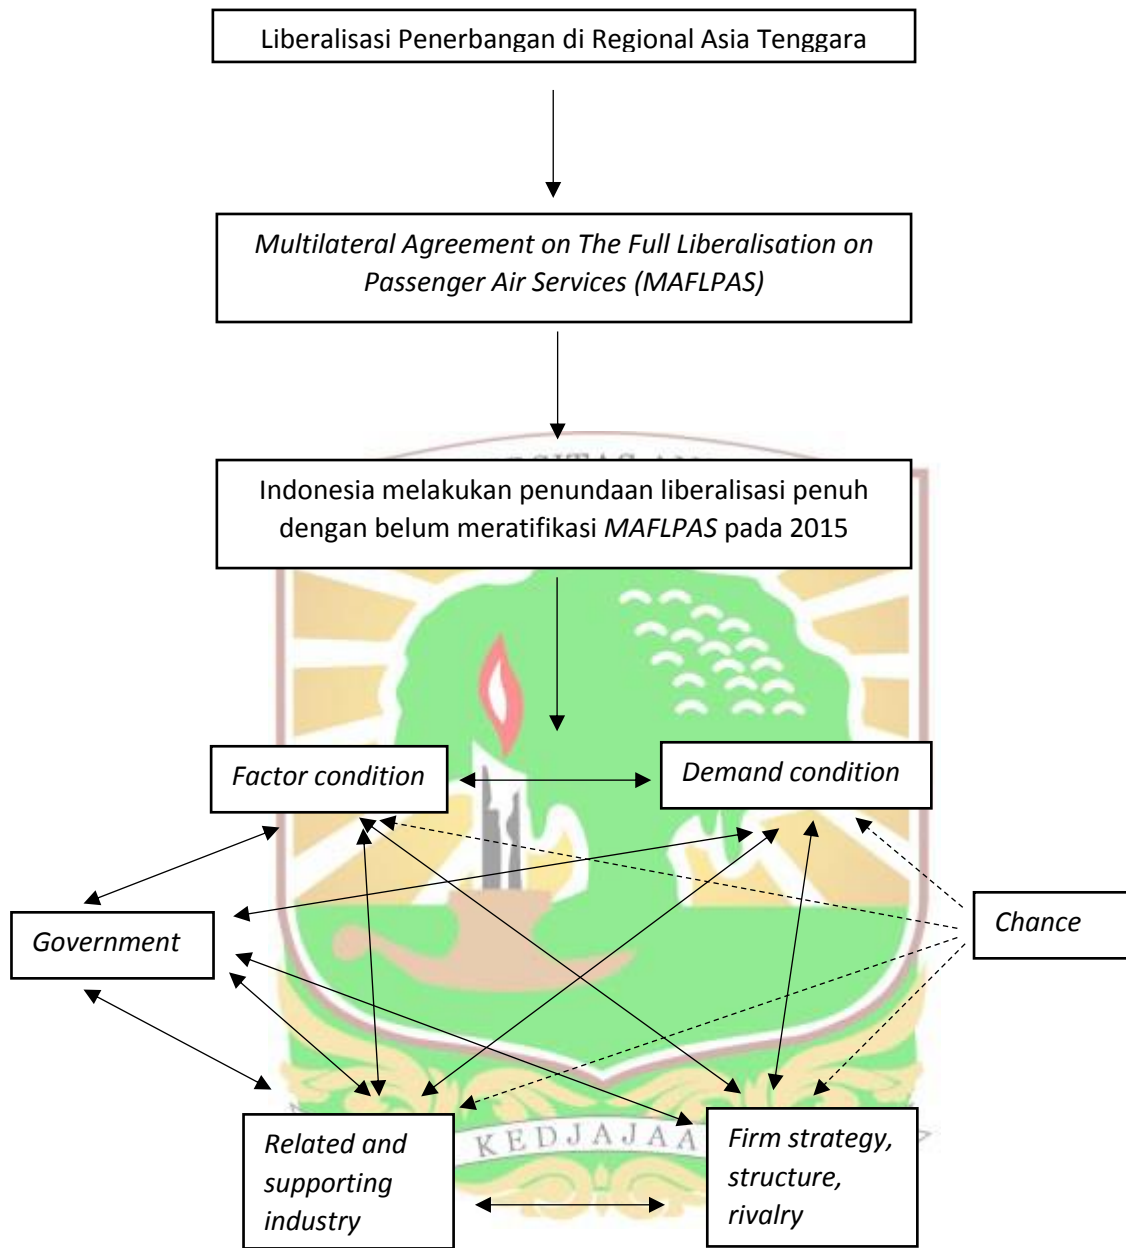 Liberalisasi Penerbangan di Regional Asia Tenggara
Multilateral Agreement on The Full Liberalisation on
Passenger Air Services (MAFLPAS)
Indonesia melakukan penundaan liberalisasi penuh
dengan belum meratifikasi MAFLPAS pada 2015
Factor condition
Demand condition
Government
Chance
Related and
supporting
industry
Firm strategy,
structure,
rivalry
KEDJAJAA